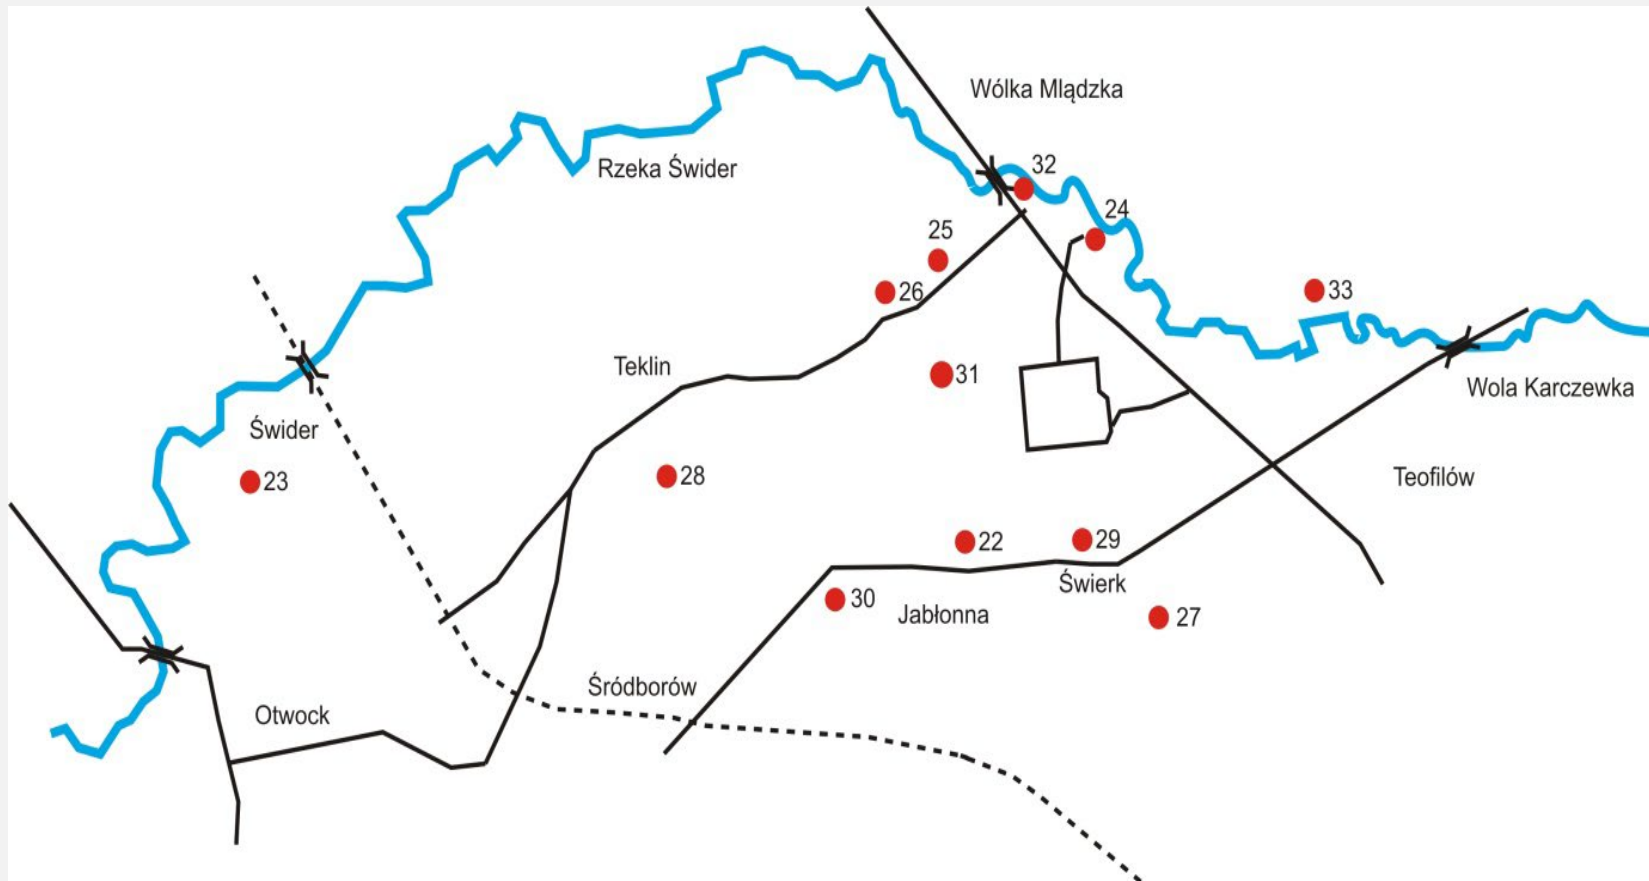 Wólka Mlądzka
32
Rzeka Świder
24
25
26
33
Teklin
31
Wola Karczewka
Świder
23
28
Teofilów
22
29
Świerk
30
Jabłonna
27
Śródborów
Otwock